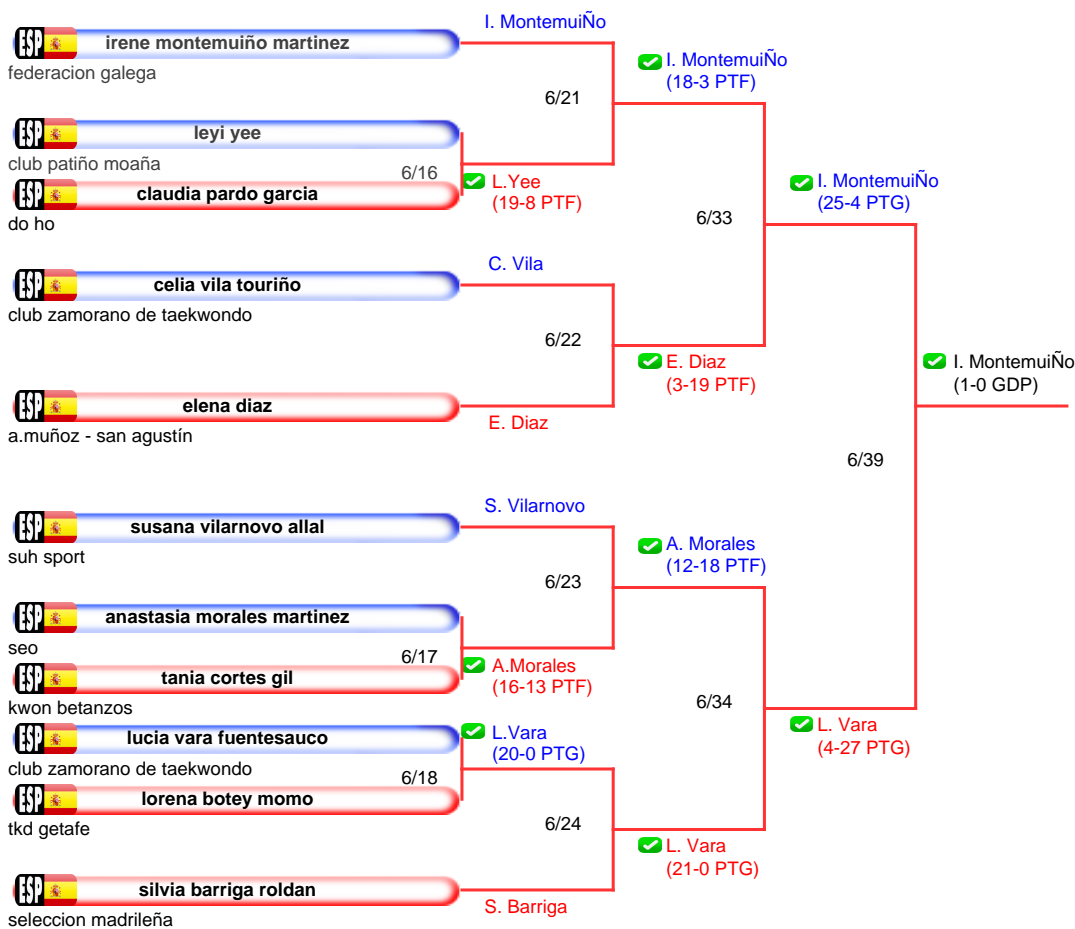 I. MontemuiÑo
ESP irene montemuiño martinez
federacion galega
I. MontemuiÑo
(18-3 PTF)
6/21
ESP leyi yee
club patiño moaña
6/16
L.Yee
(19-8 PTF)
ESP claudia pardo garcia
do ho
I. MontemuiÑo
(25-4 PTG)
6/33
C. Vila
ESP celia vila touriño
club zamorano de taekwondo
6/22
E. Diaz
(3-19 PTF)
I. MontemuiÑo
(1-0 GDP)
ESP elena diaz
a.muñoz - san agustín
E. Diaz
6/39
S. Vilarnovo
ESP susana vilarnovo allal
suh sport
A. Morales
(12-18 PTF)
6/23
ESP anastasia morales martinez
seo
6/17
A.Morales
(16-13 PTF)
ESP tania cortes gil
kwon betanzos
6/34
L. Vara
(4-27 PTG)
L.Vara
(20-0 PTG)
ESP lucia vara fuentesauco
club zamorano de taekwondo
6/18
ESP lorena botey momo
tkd getafe
6/24
L. Vara
(21-0 PTG)
ESP silvia barriga roldan
seleccion madrileña
S. Barriga